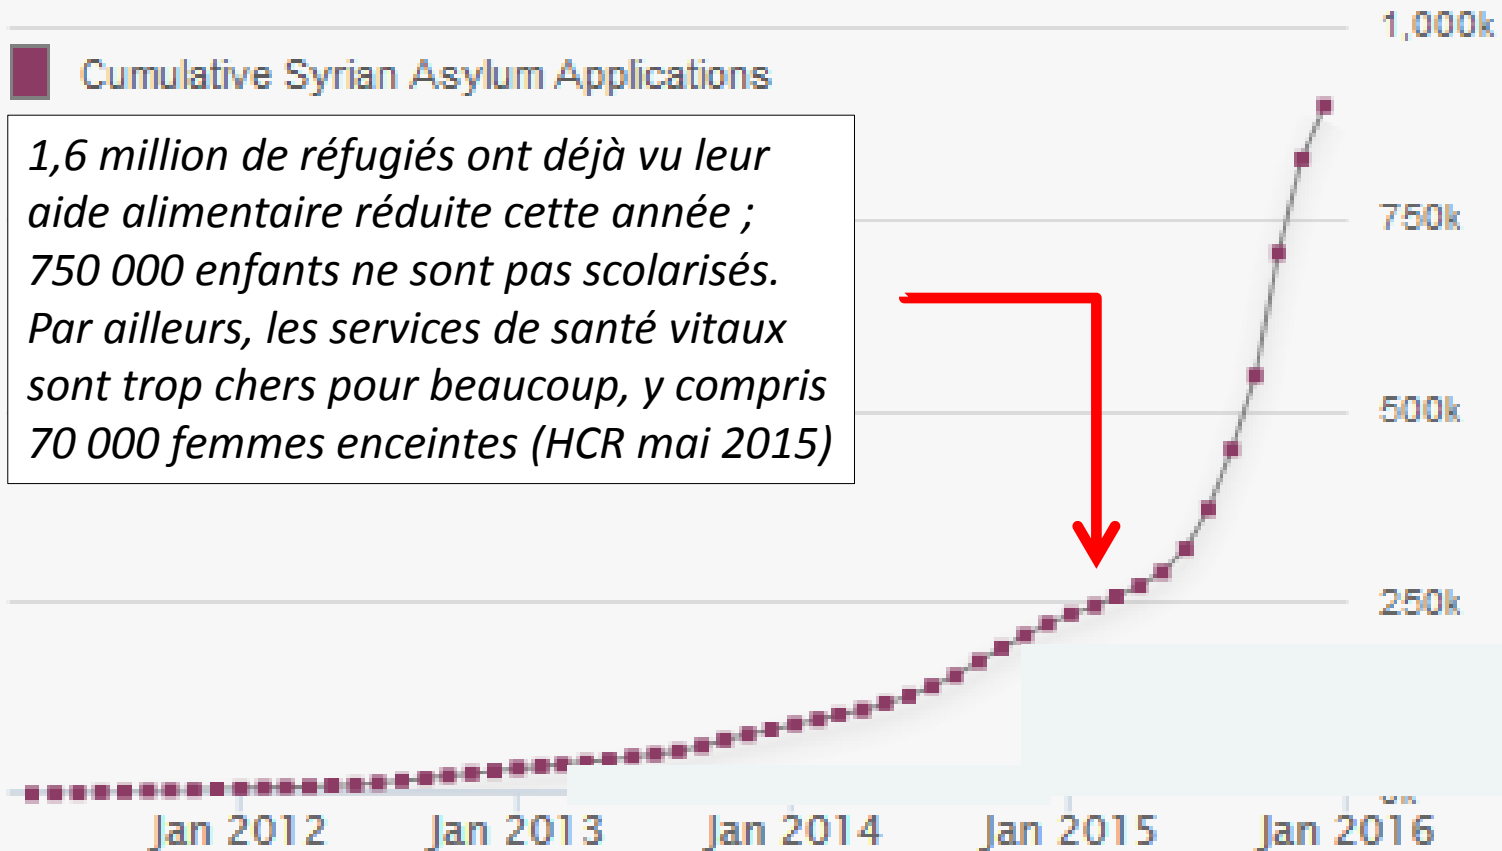 1,000k
Cumulative Syrian Asylum Applications
1,6 million de réfugiés ont déjà vu leur
aide alimentaire réduite cette année ;
750 000 enfants ne sont pas scolarisés.
Par ailleurs, les services de santé vitaux
sont trop chers pour beaucoup, y compris
70 000 femmes enceintes (HCR mai 2015)
750k
500k
250k
Jan 2012
Jan 2013
Jan 2014
Jan 2015
Jan 2016